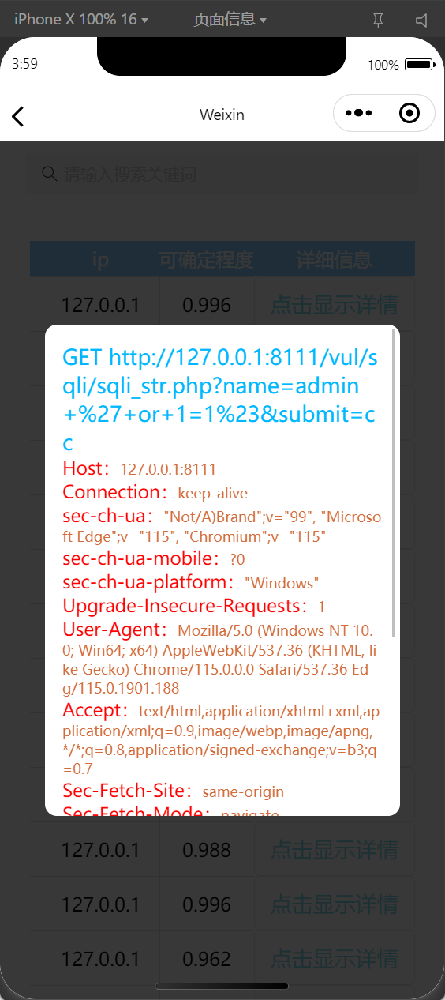 iPhone X 100% 16 页面信息
3:59 100%
Weixin
请输入搜索关键词
ip 可确定程度 详细信息
127.0.0.1 0.996 点击显示详情
GET http://127.0.0.1:8111/vul/s
qli/sqli_str.php?name=admin
+%27+or+1=1%23&submit=c
c
Host：127.0.0.1:8111
Connection：keep-alive
sec-ch-ua："Not/A)Brand";v="99", "Microso
ft Edge";v="115", "Chromium";v="115"
sec-ch-ua-mobile：?0
sec-ch-ua-platform："Windows"
Upgrade-Insecure-Requests：1
User-Agent：Mozilla/5.0 (Windows NT 10.
0; Win64; x64) AppleWebKit/537.36 (KHTML, li
ke Gecko) Chrome/115.0.0.0 Safari/537.36 Ed
g/115.0.1901.188
Accept：text/html,application/xhtml+xml,ap
plication/xml;q=0.9,image/webp,image/apng,
*/*;q=0.8,application/signed-exchange;v=b3;q
=0.7
Sec-Fetch-Site：same-origin
Sec-Fetch-Mode：navigate
127.0.0.1 0.988 点击显示详情
127.0.0.1 0.996 点击显示详情
127.0.0.1 0.962 点击显示详情